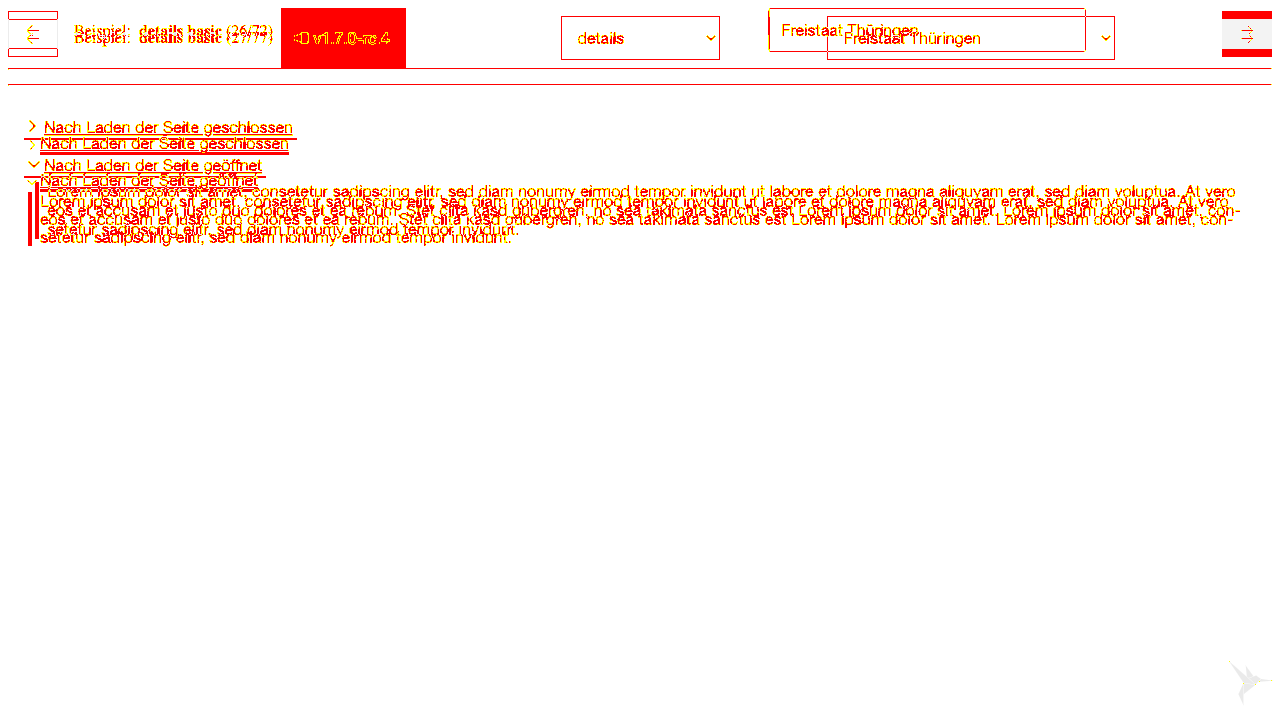 Beispiel: details basic (26/72)
Beispiel: details basic (27/77)
v1.7.0-rc.4
details
Freistaat Thüringen
Freistaat Thüringen
Nach Laden der Seite geschlossen
Nach Laden der Seite geschlossen
Nach Laden der Seite geöffnet
Nach Laden der Seite geöffnet
Lorem ipsum dolor sit amet, consetetur sadipscing elitr, sed diam nonumy eirmod tempor invidunt ut labore et dolore magna aliquyam erat, sed diam voluptua. At vero
Lorem ipsum dolor sit amet, consetetur sadipscing elitr, sed diam nonumy eirmod tempor invidunt ut labore et dolore magna aliquyam erat, sed diam voluptua. At vero
eos et accusam et justo duo dolores et ea rebum. Stet clita kasd gubergren, no sea takimata sanctus est Lorem ipsum dolor sit amet. Lorem ipsum dolor sit amet, con-
eos et accusam et justo duo dolores et ea rebum. Stet clita kasd gubergren, no sea takimata sanctus est Lorem ipsum dolor sit amet. Lorem ipsum dolor sit amet, con-
setetur sadipscing elitr, sed diam nonumy eirmod tempor invidunt.
setetur sadipscing elitr, sed diam nonumy eirmod tempor invidunt."